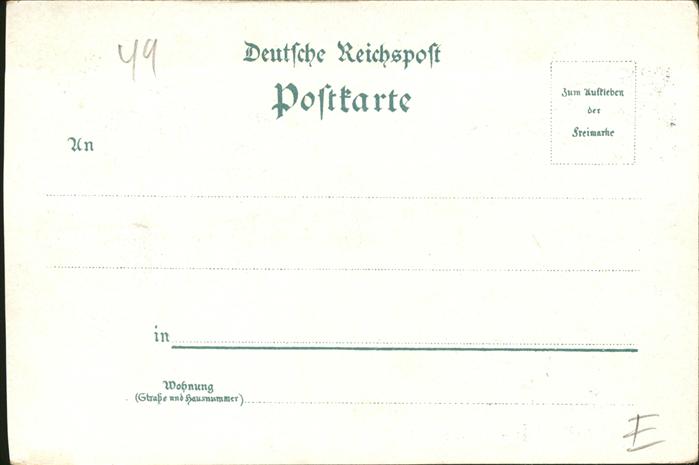 49
Deutsche Reichspost
Postkarte
Zum Aufkleben
der
Freimarke
An
in
Wohnung
(Straße und Hausnummer)
E